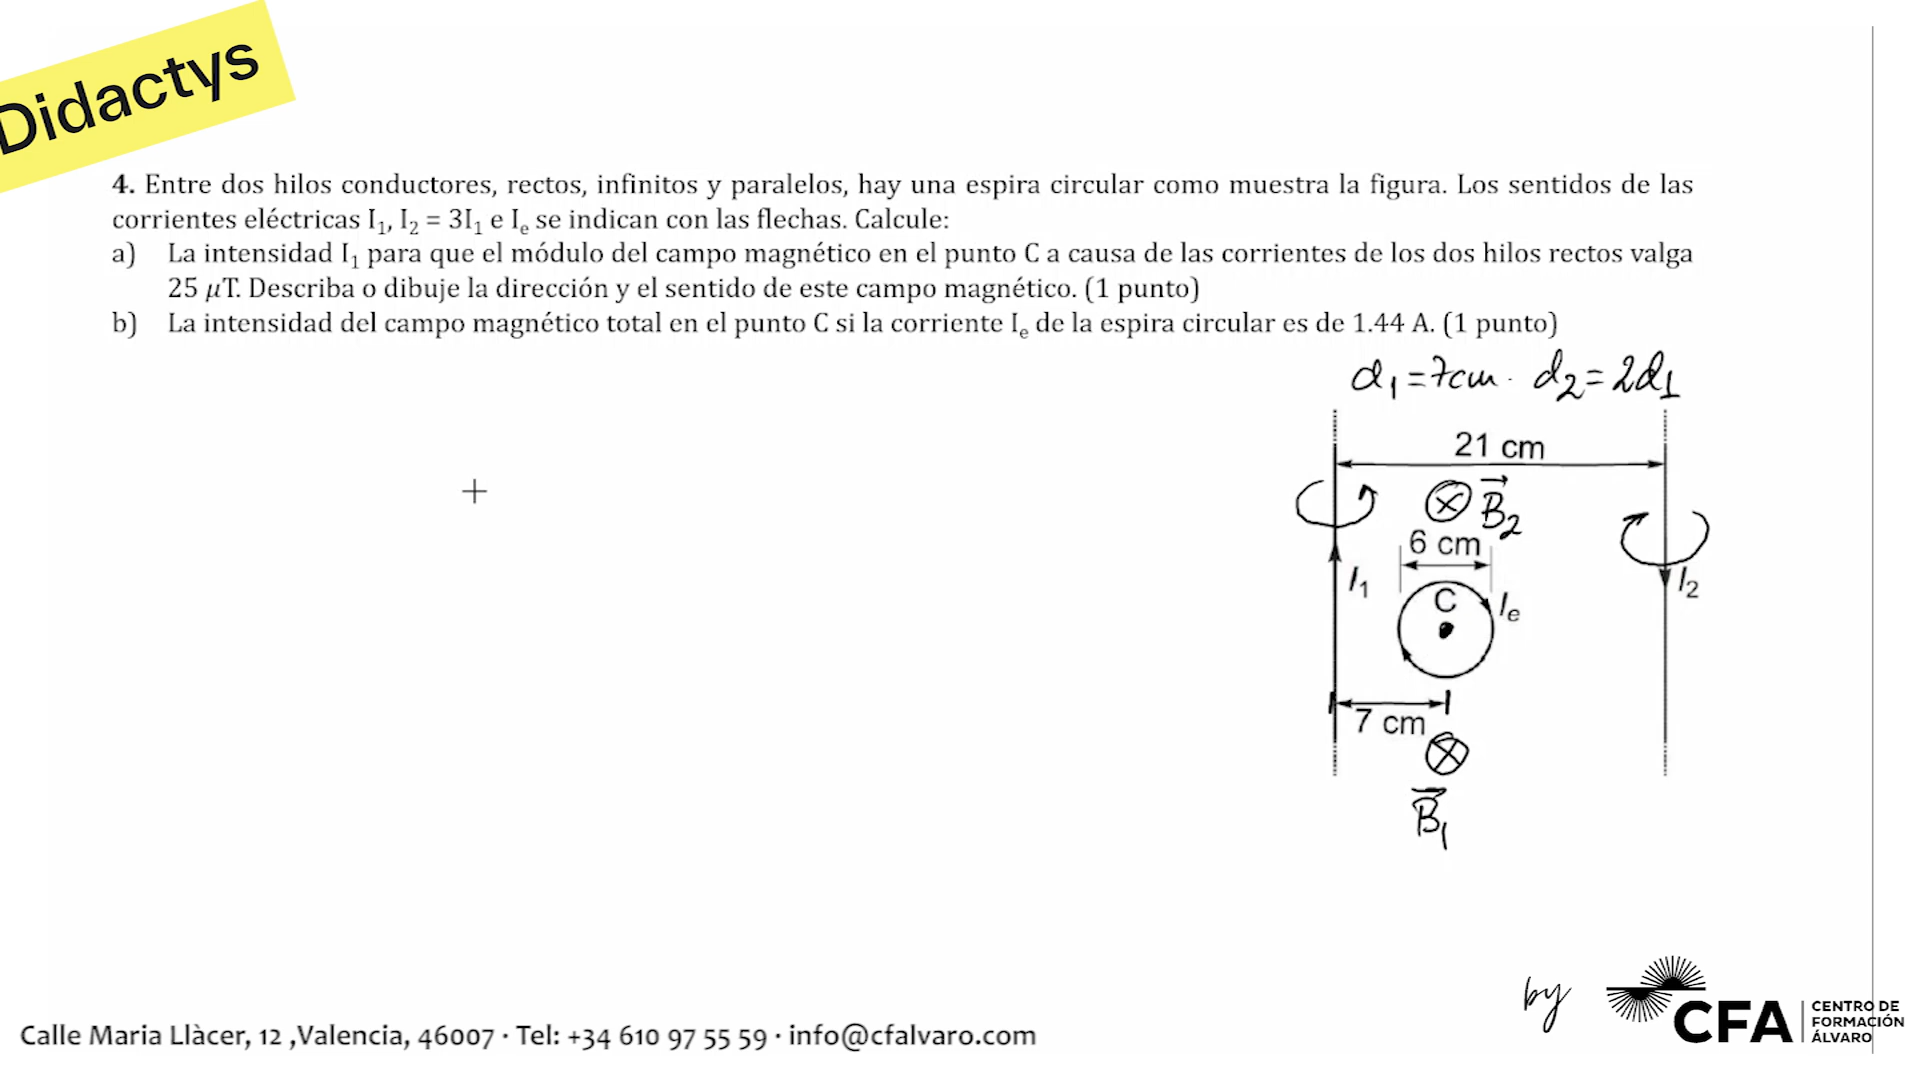 Didactys
4. Entre dos hilos conductores, rectos, infinitos y paralelos, hay una espira circular como muestra la figura. Los sentidos de las
corrientes eléctricas I₁, I₂ = 3I₁ e Iₑ se indican con las flechas. Calcule:
a) La intensidad I₁ para que el módulo del campo magnético en el punto C a causa de las corrientes de los dos hilos rectos valga
25 μT. Describa o dibuje la dirección y el sentido de este campo magnético. (1 punto)
b) La intensidad del campo magnético total en el punto C si la corriente Iₑ de la espira circular es de 1.44 A. (1 punto)
d₁ = 7cm · d₂ = 2d₁
21 cm
B⃗₂
6 cm
I₁
C
Iₑ
I₂
7 cm
B⃗₁
by
CFA
CENTRO DE
FORMACIÓN
ÁLVARO
Calle Maria Llàcer, 12 ,Valencia, 46007 · Tel: +34 610 97 55 59 · info@cfalvaro.com